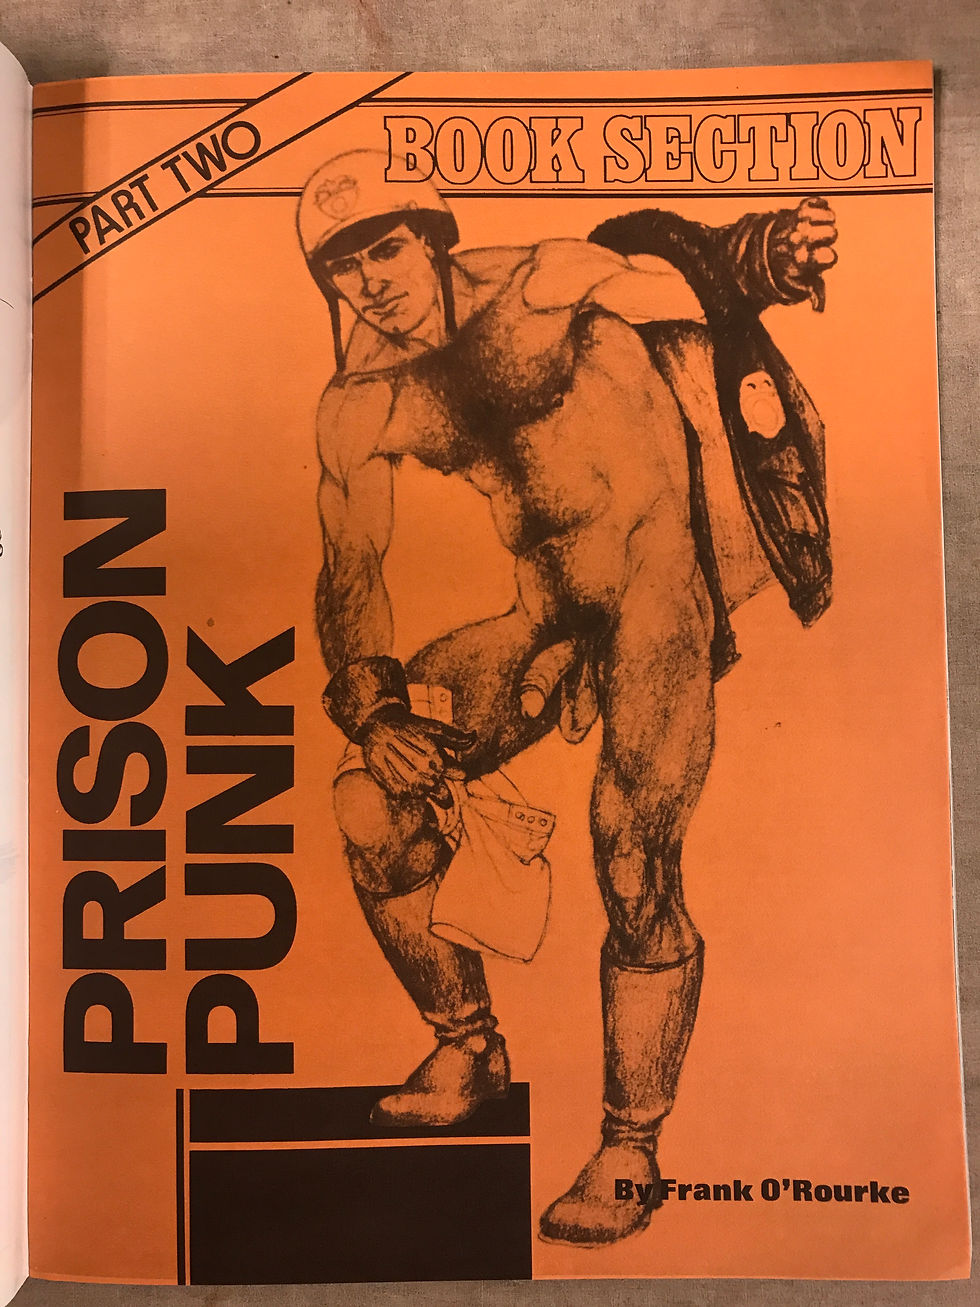 PART TWO
BOOK SECTION
PRISON
PUNK
By Frank O'Rourke